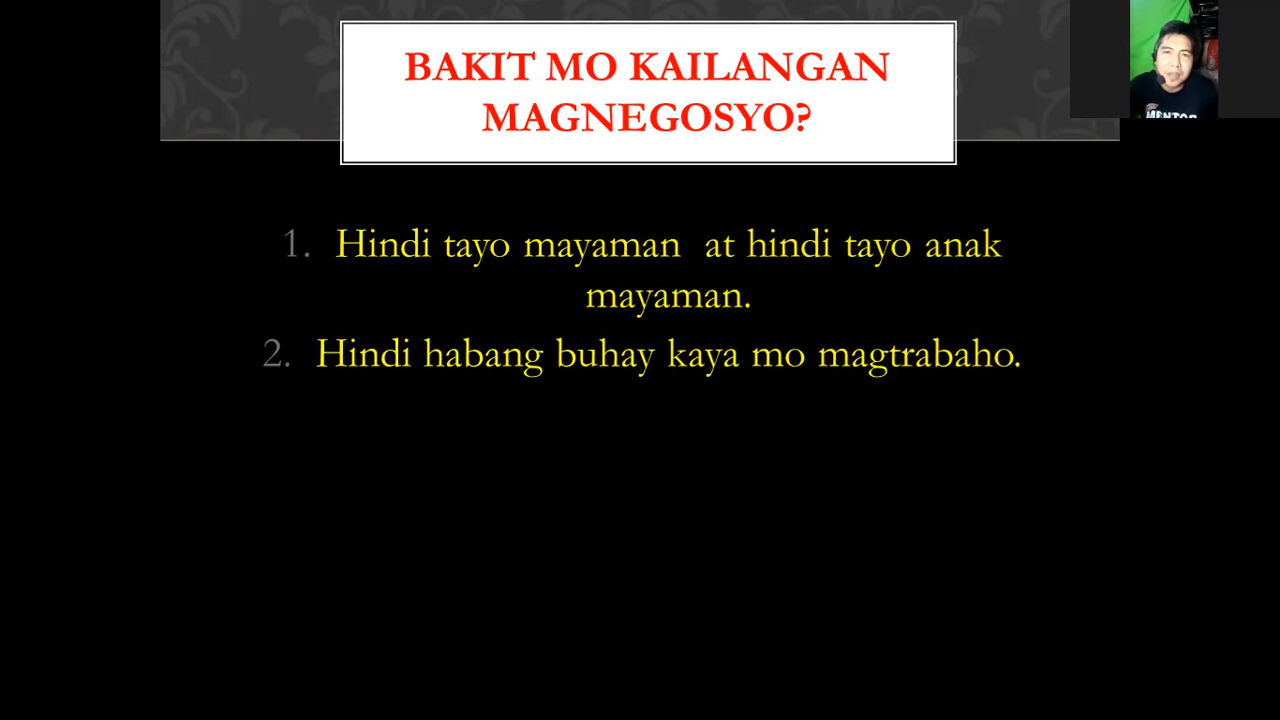 BAKIT MO KAILANGAN
MAGNEGOSYO?
1. Hindi tayo mayaman at hindi tayo anak
mayaman.
2. Hindi habang buhay kaya mo magtrabaho.
MENTOR